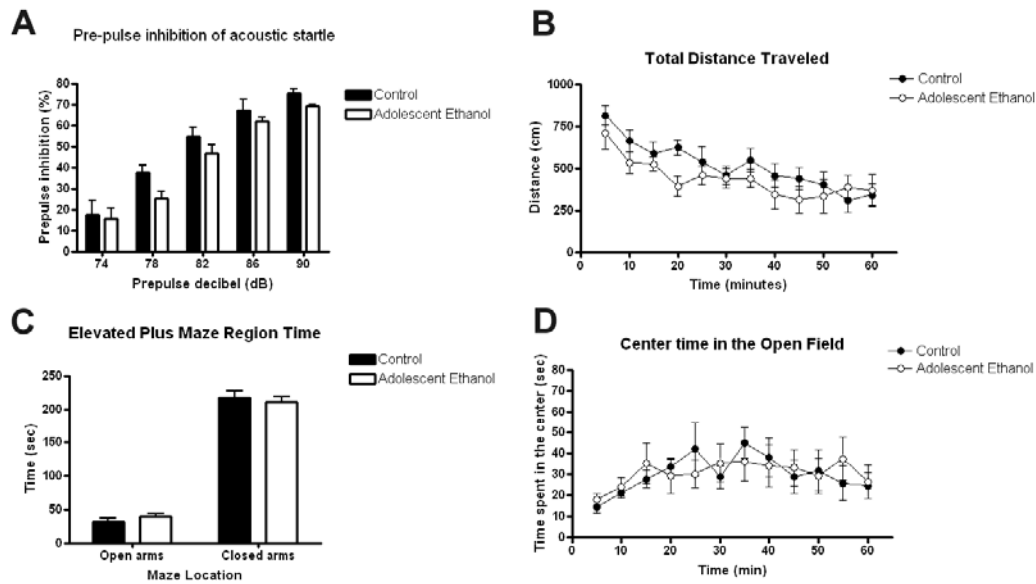 A
Pre-pulse inhibition of acoustic startle
Prepulse inhibition (%)
80
70
60
50
40
30
20
10
0
74 78 82 86 90
Prepulse decibel (dB)
Control
Adolescent Ethanol
B
Total Distance Traveled
Control
Adolescent Ethanol
Distance (cm)
1000
750
500
250
0
0 10 20 30 40 50 60
Time (minutes)
C
Elevated Plus Maze Region Time
Control
Adolescent Ethanol
Time (sec)
250
200
150
100
50
0
Open arms Closed arms
Maze Location
D
Center time in the Open Field
Control
Adolescent Ethanol
Time spent in the center (sec)
80
70
60
50
40
30
20
10
0
0 10 20 30 40 50 60
Time (min)